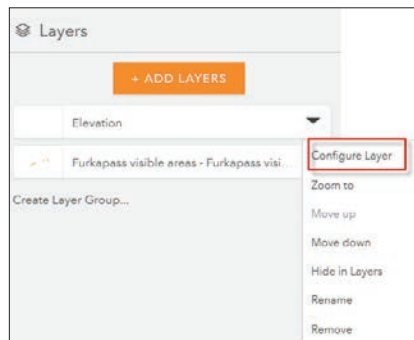 Layers
+ ADD LAYERS
Elevation
Furkapass visible areas - Furkapass visi...
Create Layer Group...
Configure Layer
Zoom to
Move up
Move down
Hide in Layers
Rename
Remove